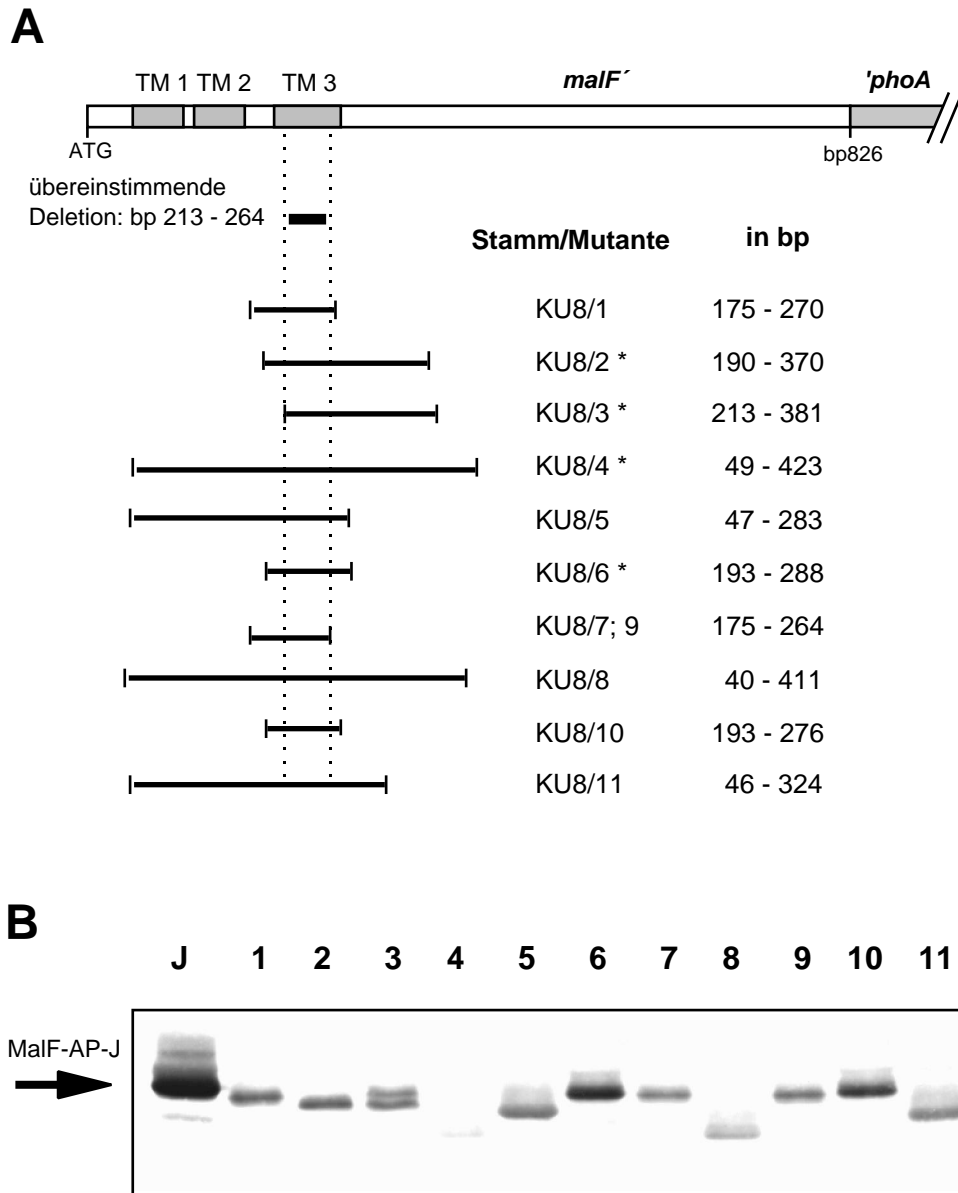 A
TM 1 TM 2 TM 3 malF´ 'phoA
ATG bp826
übereinstimmende
Deletion: bp 213 - 264
Stamm/Mutante in bp
KU8/1 175 - 270
KU8/2 * 190 - 370
KU8/3 * 213 - 381
KU8/4 * 49 - 423
KU8/5 47 - 283
KU8/6 * 193 - 288
KU8/7; 9 175 - 264
KU8/8 40 - 411
KU8/10 193 - 276
KU8/11 46 - 324
B
J 1 2 3 4 5 6 7 8 9 10 11
MalF-AP-J